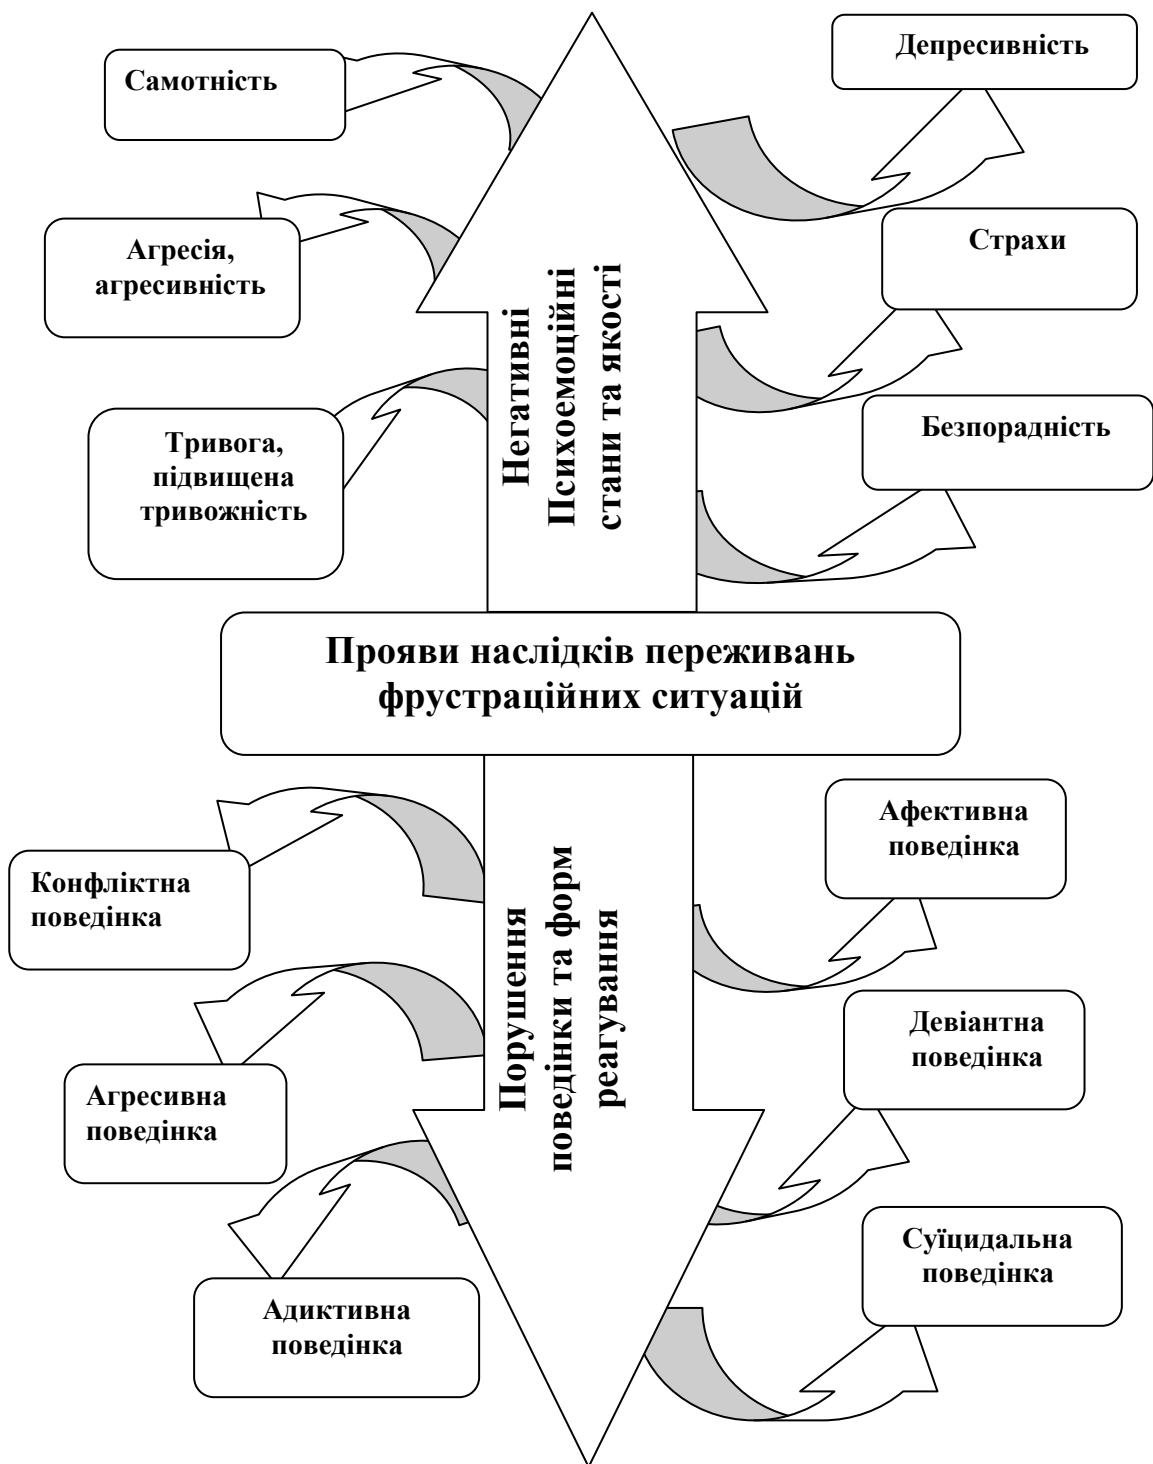 Самотність
Депресивність
Агресія,
агресивність
Страхи
Тривога,
підвищена
тривожність
Безпорадність
Негативні
Психоемоційні
стани та якості
Прояви наслідків переживань
фрустраційних ситуацій
Порушення
поведінки та форм
реагування
Конфліктна
поведінка
Афективна
поведінка
Агресивна
поведінка
Девіантна
поведінка
Адиктивна
поведінка
Суїцидальна
поведінка